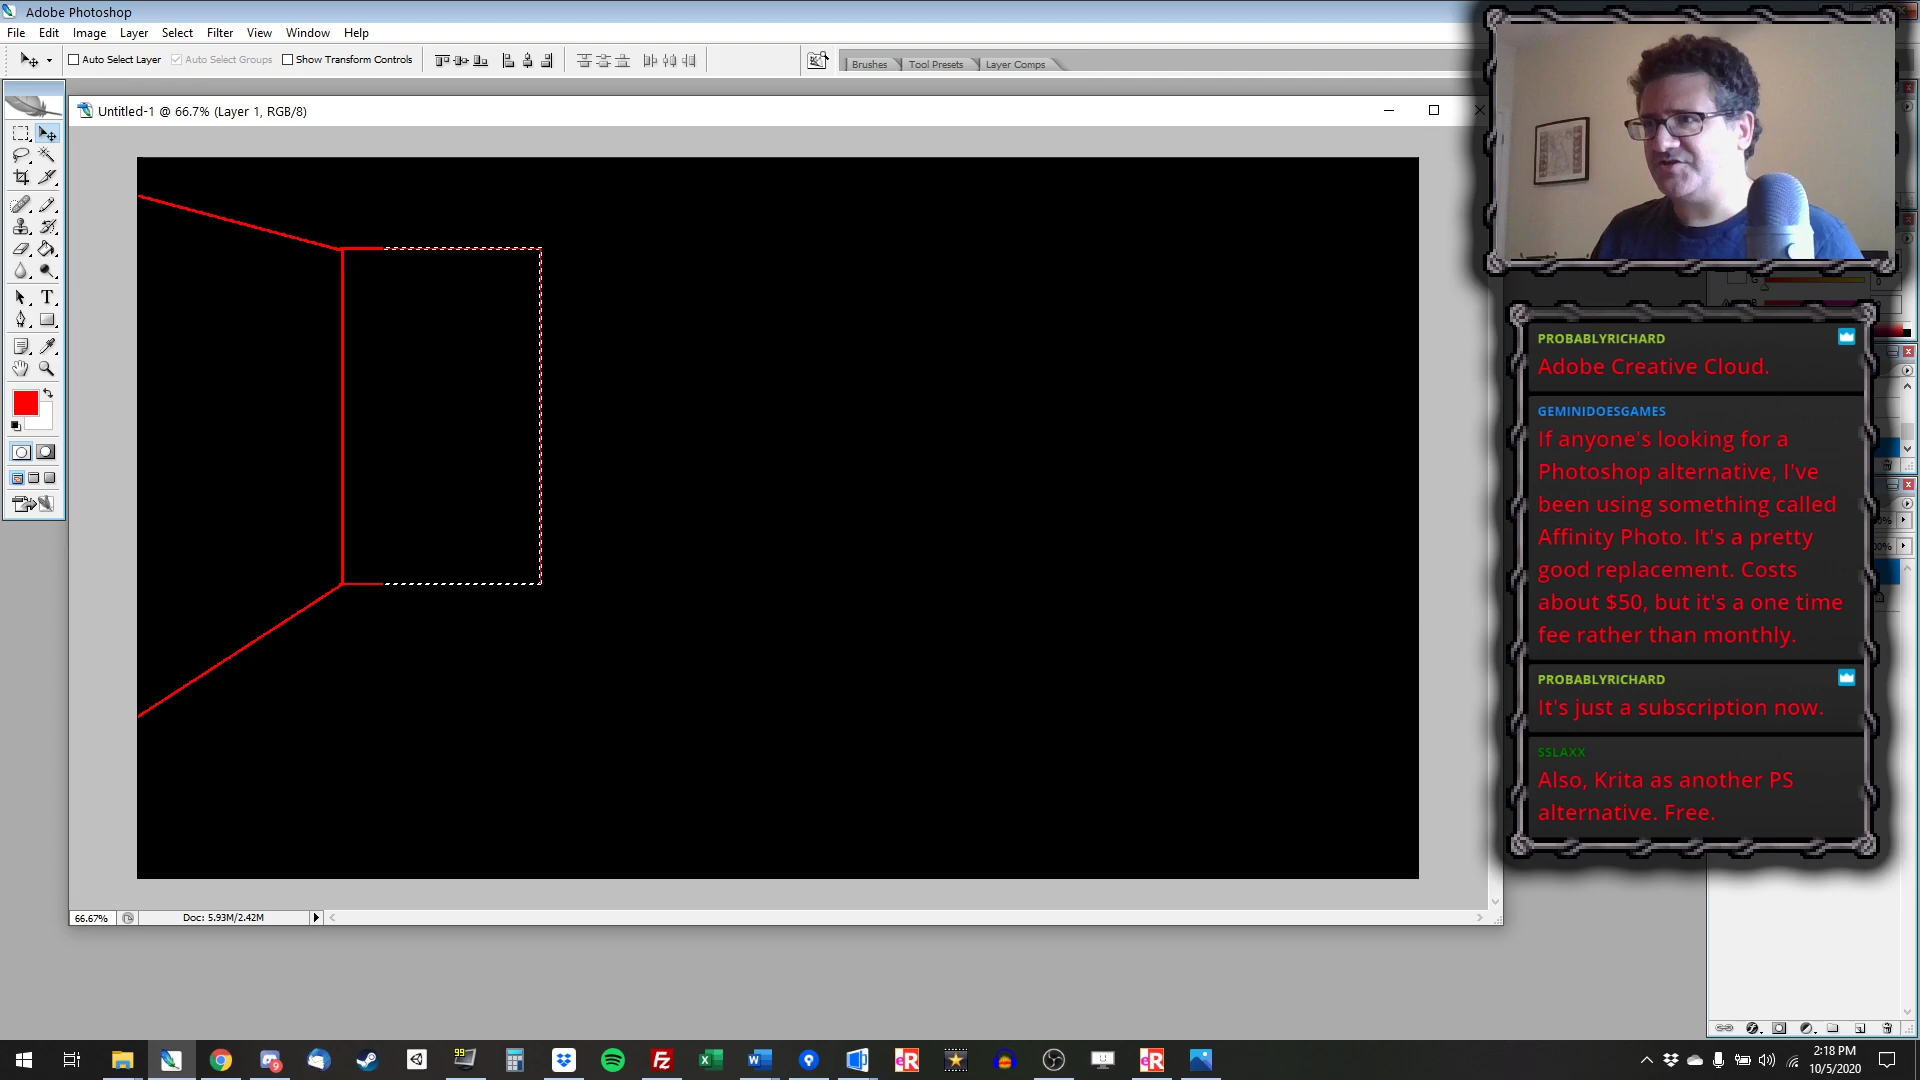 Adobe Photoshop
File Edit Image Layer Select Filter View Window Help
Auto Select Layer Auto Select Groups Show Transform Controls
Brushes Tool Presets Layer Comps
Untitled-1 @ 66.7% (Layer 1, RGB/8)
PROBABLYRICHARD
Adobe Creative Cloud.
GEMINIDOESGAMES
If anyone's looking for a
Photoshop alternative, I've
been using something called
Affinity Photo. It's a pretty
good replacement. Costs
about $50, but it's a one time
fee rather than monthly.
PROBABLYRICHARD
It's just a subscription now.
SSLAXX
Also, Krita as another PS
alternative. Free.
66.67% Doc: 5.93M/2.42M
2:18 PM
10/5/2020